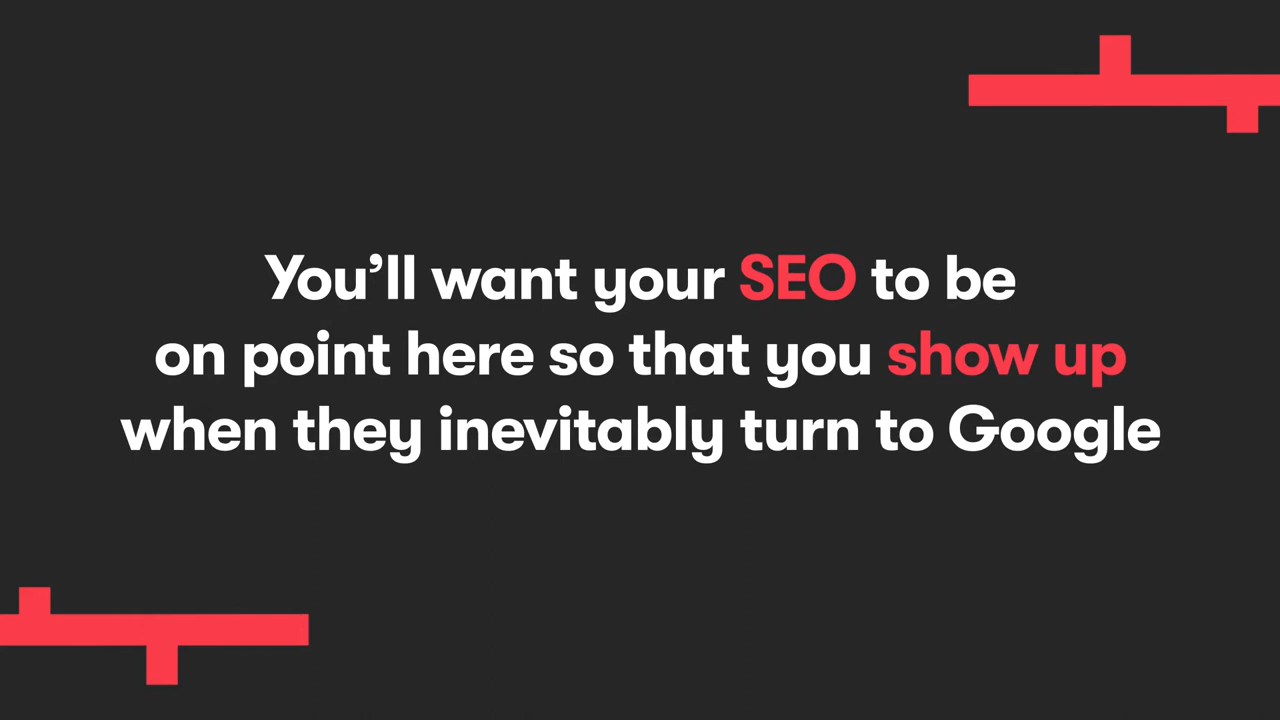 You’ll want your SEO to be
on point here so that you show up
when they inevitably turn to Google